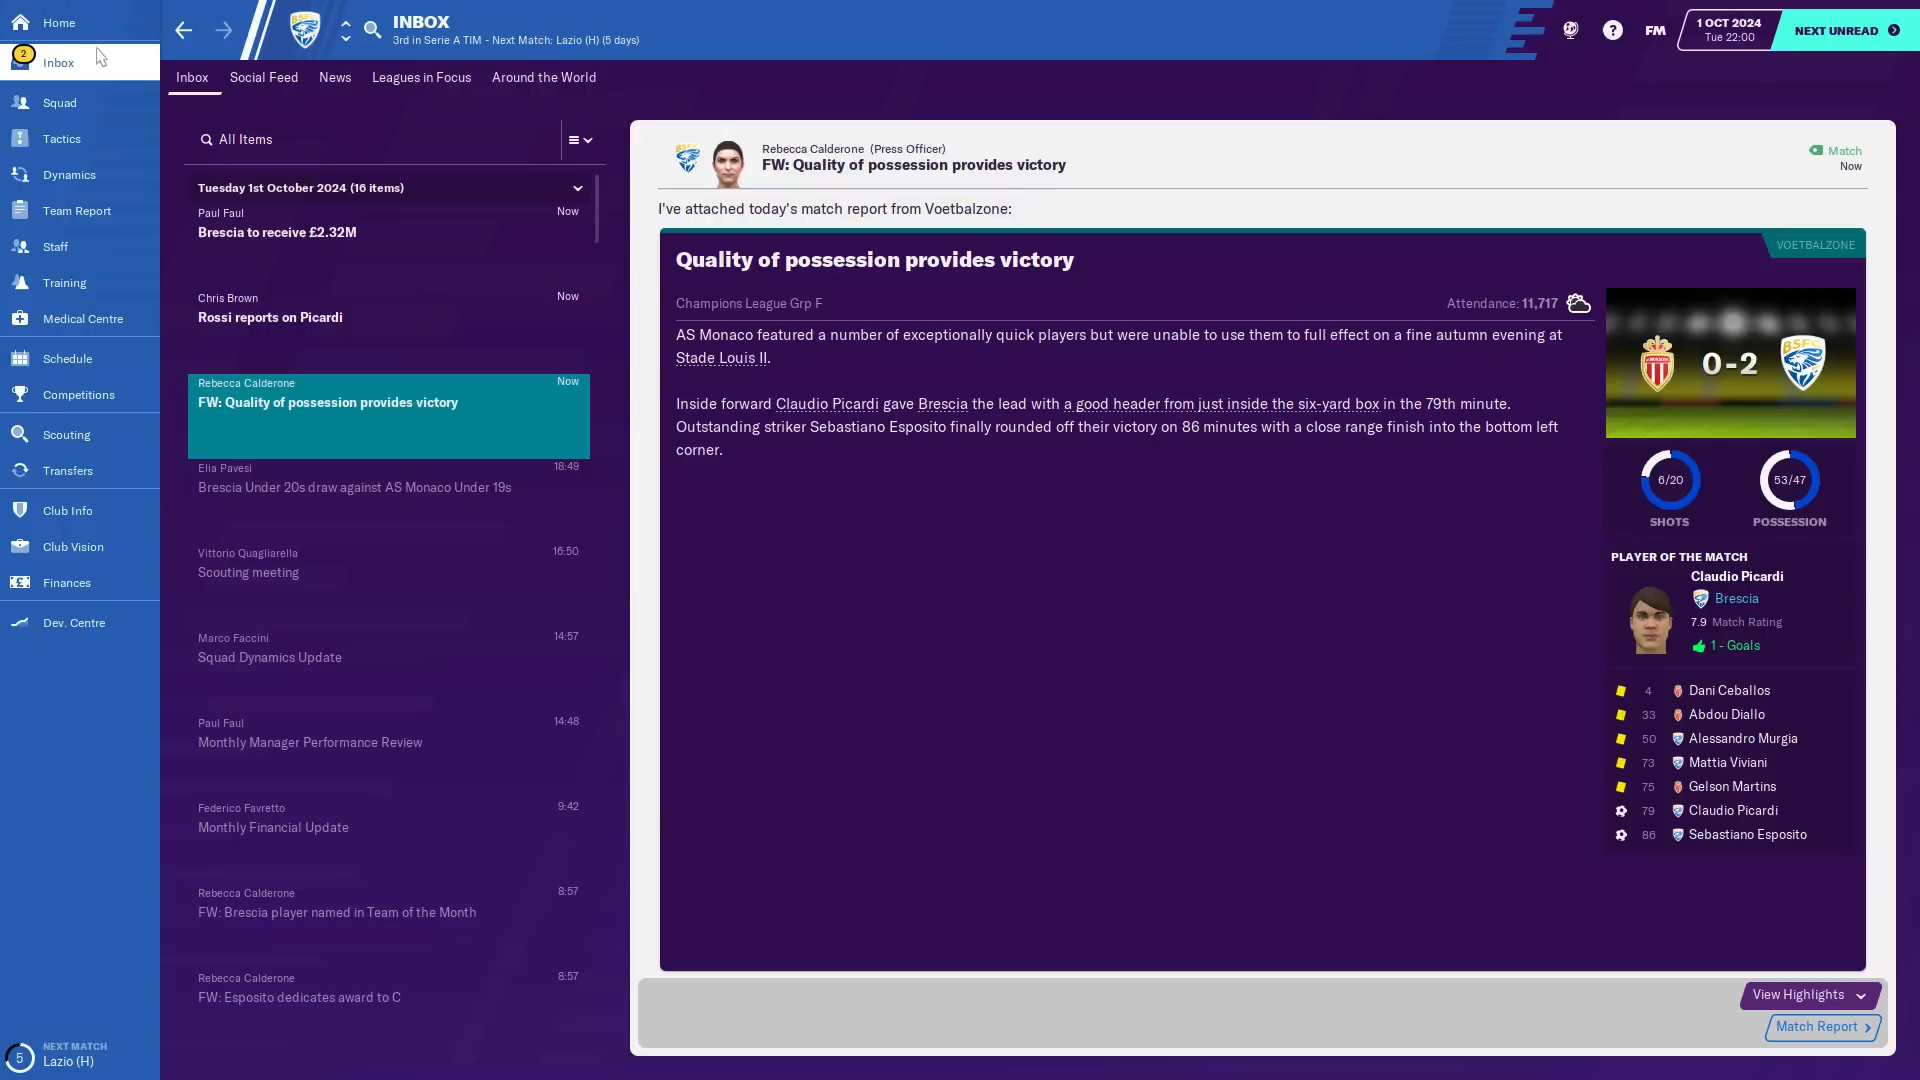 Home
2
Inbox
Squad
Tactics
Dynamics
Team Report
Staff
Training
Medical Centre
Schedule
Competitions
Scouting
Transfers
Club Info
Club Vision
Finances
Dev. Centre
5
NEXT MATCH
Lazio (H)
INBOX
3rd in Serie A TIM - Next Match: Lazio (H) (5 days)
?
FM
1 OCT 2024
Tue 22:00
NEXT UNREAD
Inbox Social Feed News Leagues in Focus Around the World
All Items
Tuesday 1st October 2024 (16 items)
Paul Faul Now
Brescia to receive £2.32M
Chris Brown Now
Rossi reports on Picardi
Rebecca Calderone Now
FW: Quality of possession provides victory
Elia Pavesi 18:49
Brescia Under 20s draw against AS Monaco Under 19s
Vittorio Quagliarella 16:50
Scouting meeting
Marco Faccini 14:57
Squad Dynamics Update
Paul Faul 14:48
Monthly Manager Performance Review
Federico Favretto 9:42
Monthly Financial Update
Rebecca Calderone 8:57
FW: Brescia player named in Team of the Month
Rebecca Calderone 8:57
FW: Esposito dedicates award to C
Rebecca Calderone (Press Officer)
FW: Quality of possession provides victory
Match
Now
I've attached today's match report from Voetbalzone:
VOETBALZONE
Quality of possession provides victory
Champions League Grp F Attendance: 11,717
AS Monaco featured a number of exceptionally quick players but were unable to use them to full effect on a fine autumn evening at
Stade Louis II.
Inside forward Claudio Picardi gave Brescia the lead with a good header from just inside the six-yard box in the 79th minute.
Outstanding striker Sebastiano Esposito finally rounded off their victory on 86 minutes with a close range finish into the bottom left
corner.
0-2
BSFC
6/20
SHOTS
53/47
POSSESSION
PLAYER OF THE MATCH
Claudio Picardi
Brescia
7.9 Match Rating
1 - Goals
4 Dani Ceballos
33 Abdou Diallo
50 Alessandro Murgia
73 Mattia Viviani
75 Gelson Martins
79 Claudio Picardi
86 Sebastiano Esposito
View Highlights
Match Report